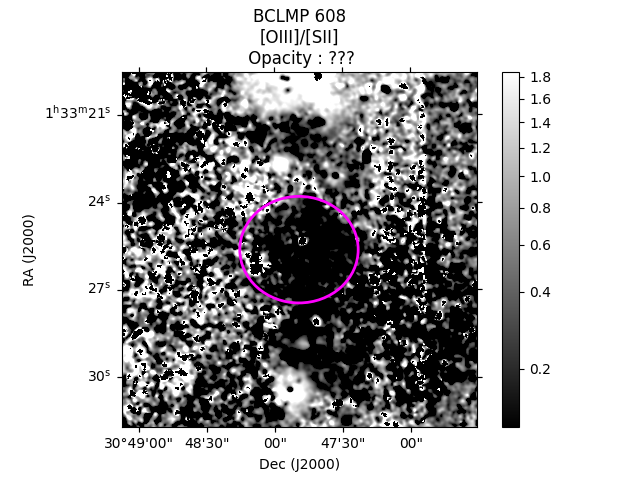 BCLMP 608
[OIII]/[SII]
Opacity : ???
1ʰ33ᵐ21ˢ
24ˢ
27ˢ
30ˢ
RA (J2000)
30°49'00" 48'30" 00" 47'30" 00"
Dec (J2000)
1.8
1.6
1.4
1.2
1.0
0.8
0.6
0.4
0.2